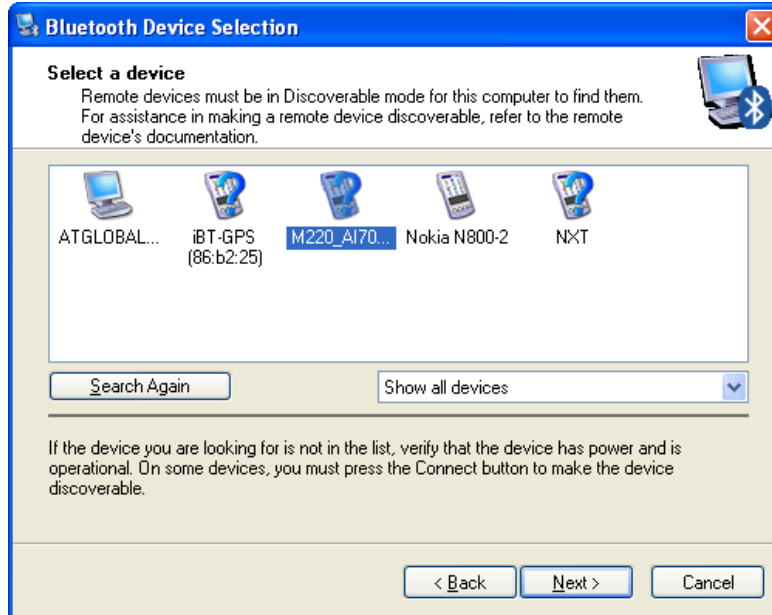 Bluetooth Device Selection
Select a device
Remote devices must be in Discoverable mode for this computer to find them.
For assistance in making a remote device discoverable, refer to the remote
device's documentation.
ATGLOBAL...
iBT-GPS
(86:b2:25)
M220_AI70...
Nokia N800-2
NXT
Search Again
Show all devices
If the device you are looking for is not in the list, verify that the device has power and is
operational. On some devices, you must press the Connect button to make the device
discoverable.
< Back
Next >
Cancel